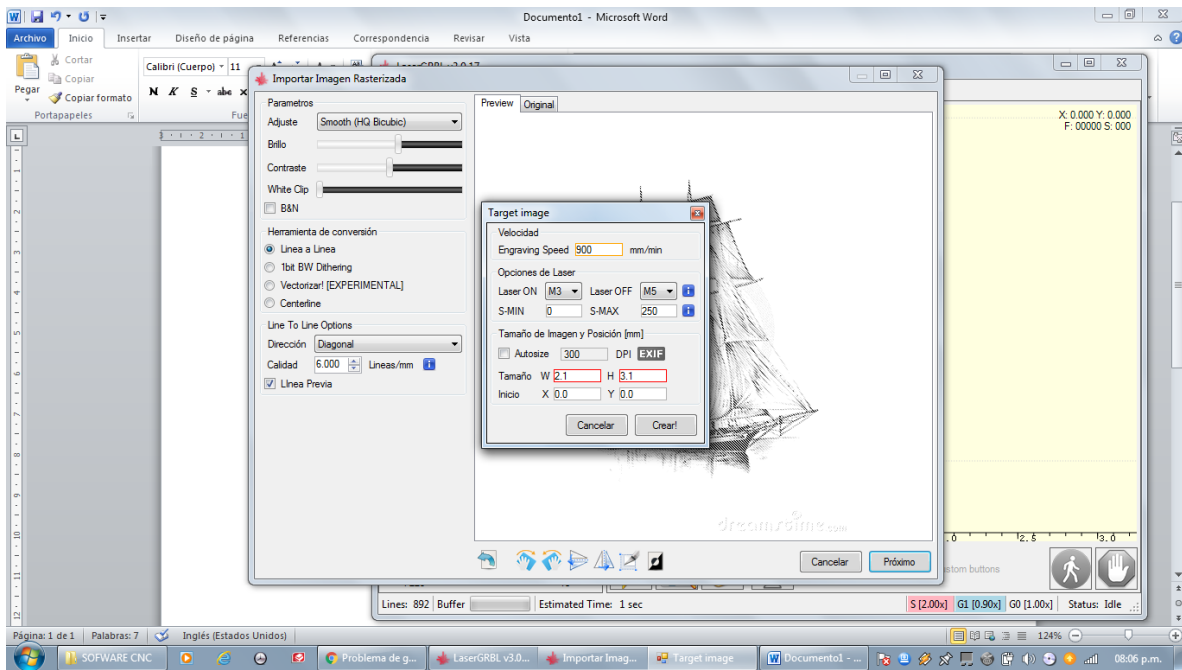 Documento1 - Microsoft Word
Archivo Inicio Insertar Diseño de página Referencias Correspondencia Revisar Vista
Cortar
Copiar
Copiar formato
Pegar
Portapapeles
Calibri (Cuerpo) 11
N K S abc
Fue
Importar Imagen Rasterizada
Parametros
Ajuste Smooth (HQ Bicubic)
Brillo
Contraste
White Clip
B&N
Herramienta de conversión
Linea a Linea
1bit BW Dithering
Vectorizar! [EXPERIMENTAL]
Centerline
Line To Line Options
Dirección Diagonal
Calidad 6.000 Lineas/mm
LInea Previa
Preview Original
Target image
Velocidad
Engraving Speed 900 mm/min
Opciones de Laser
Laser ON M3 Laser OFF M5
S-MIN 0 S-MAX 250
Tamaño de Imagen y Posición [mm]
Autosize 300 DPI EXIF
Tamaño W 2.1 H 3.1
Inicio X 0.0 Y 0.0
Cancelar Crear!
dreamstime.com
Cancelar Próximo
X: 0.000 Y: 0.000
F: 00000 S: 000
2.5 3.0
stom buttons
Lines: 892 Buffer Estimated Time: 1 sec S [2.00x] G1 [0.90x] G0 [1.00x] Status: Idle
Página: 1 de 1 Palabras: 7 Inglés (Estados Unidos) 124%
SOFWARE CNC Problema de g... LaserGRBL v3.0... Importar Imag... Target image Documento1 - ... 08:06 p.m.